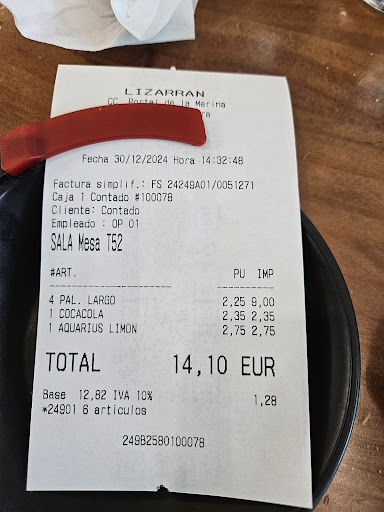 LIZARRAN
CC. Portal de la Marina
Fecha 30/12/2024 Hora 14:32:48
Factura simplif.: FS 24249A01/0051271
Caja 1 Contado #100078
Cliente: Contado
Empleado : OP 01
SALA Mesa T52
#ART. PU IMP
4 PAL. LARGO 2,25 9,00
1 COCACOLA 2,35 2,35
1 AQUARIUS LIMON 2,75 2,75
TOTAL 14,10 EUR
Base 12,82 IVA 10% 1,28
*24901 6 articulos
249B2580100078